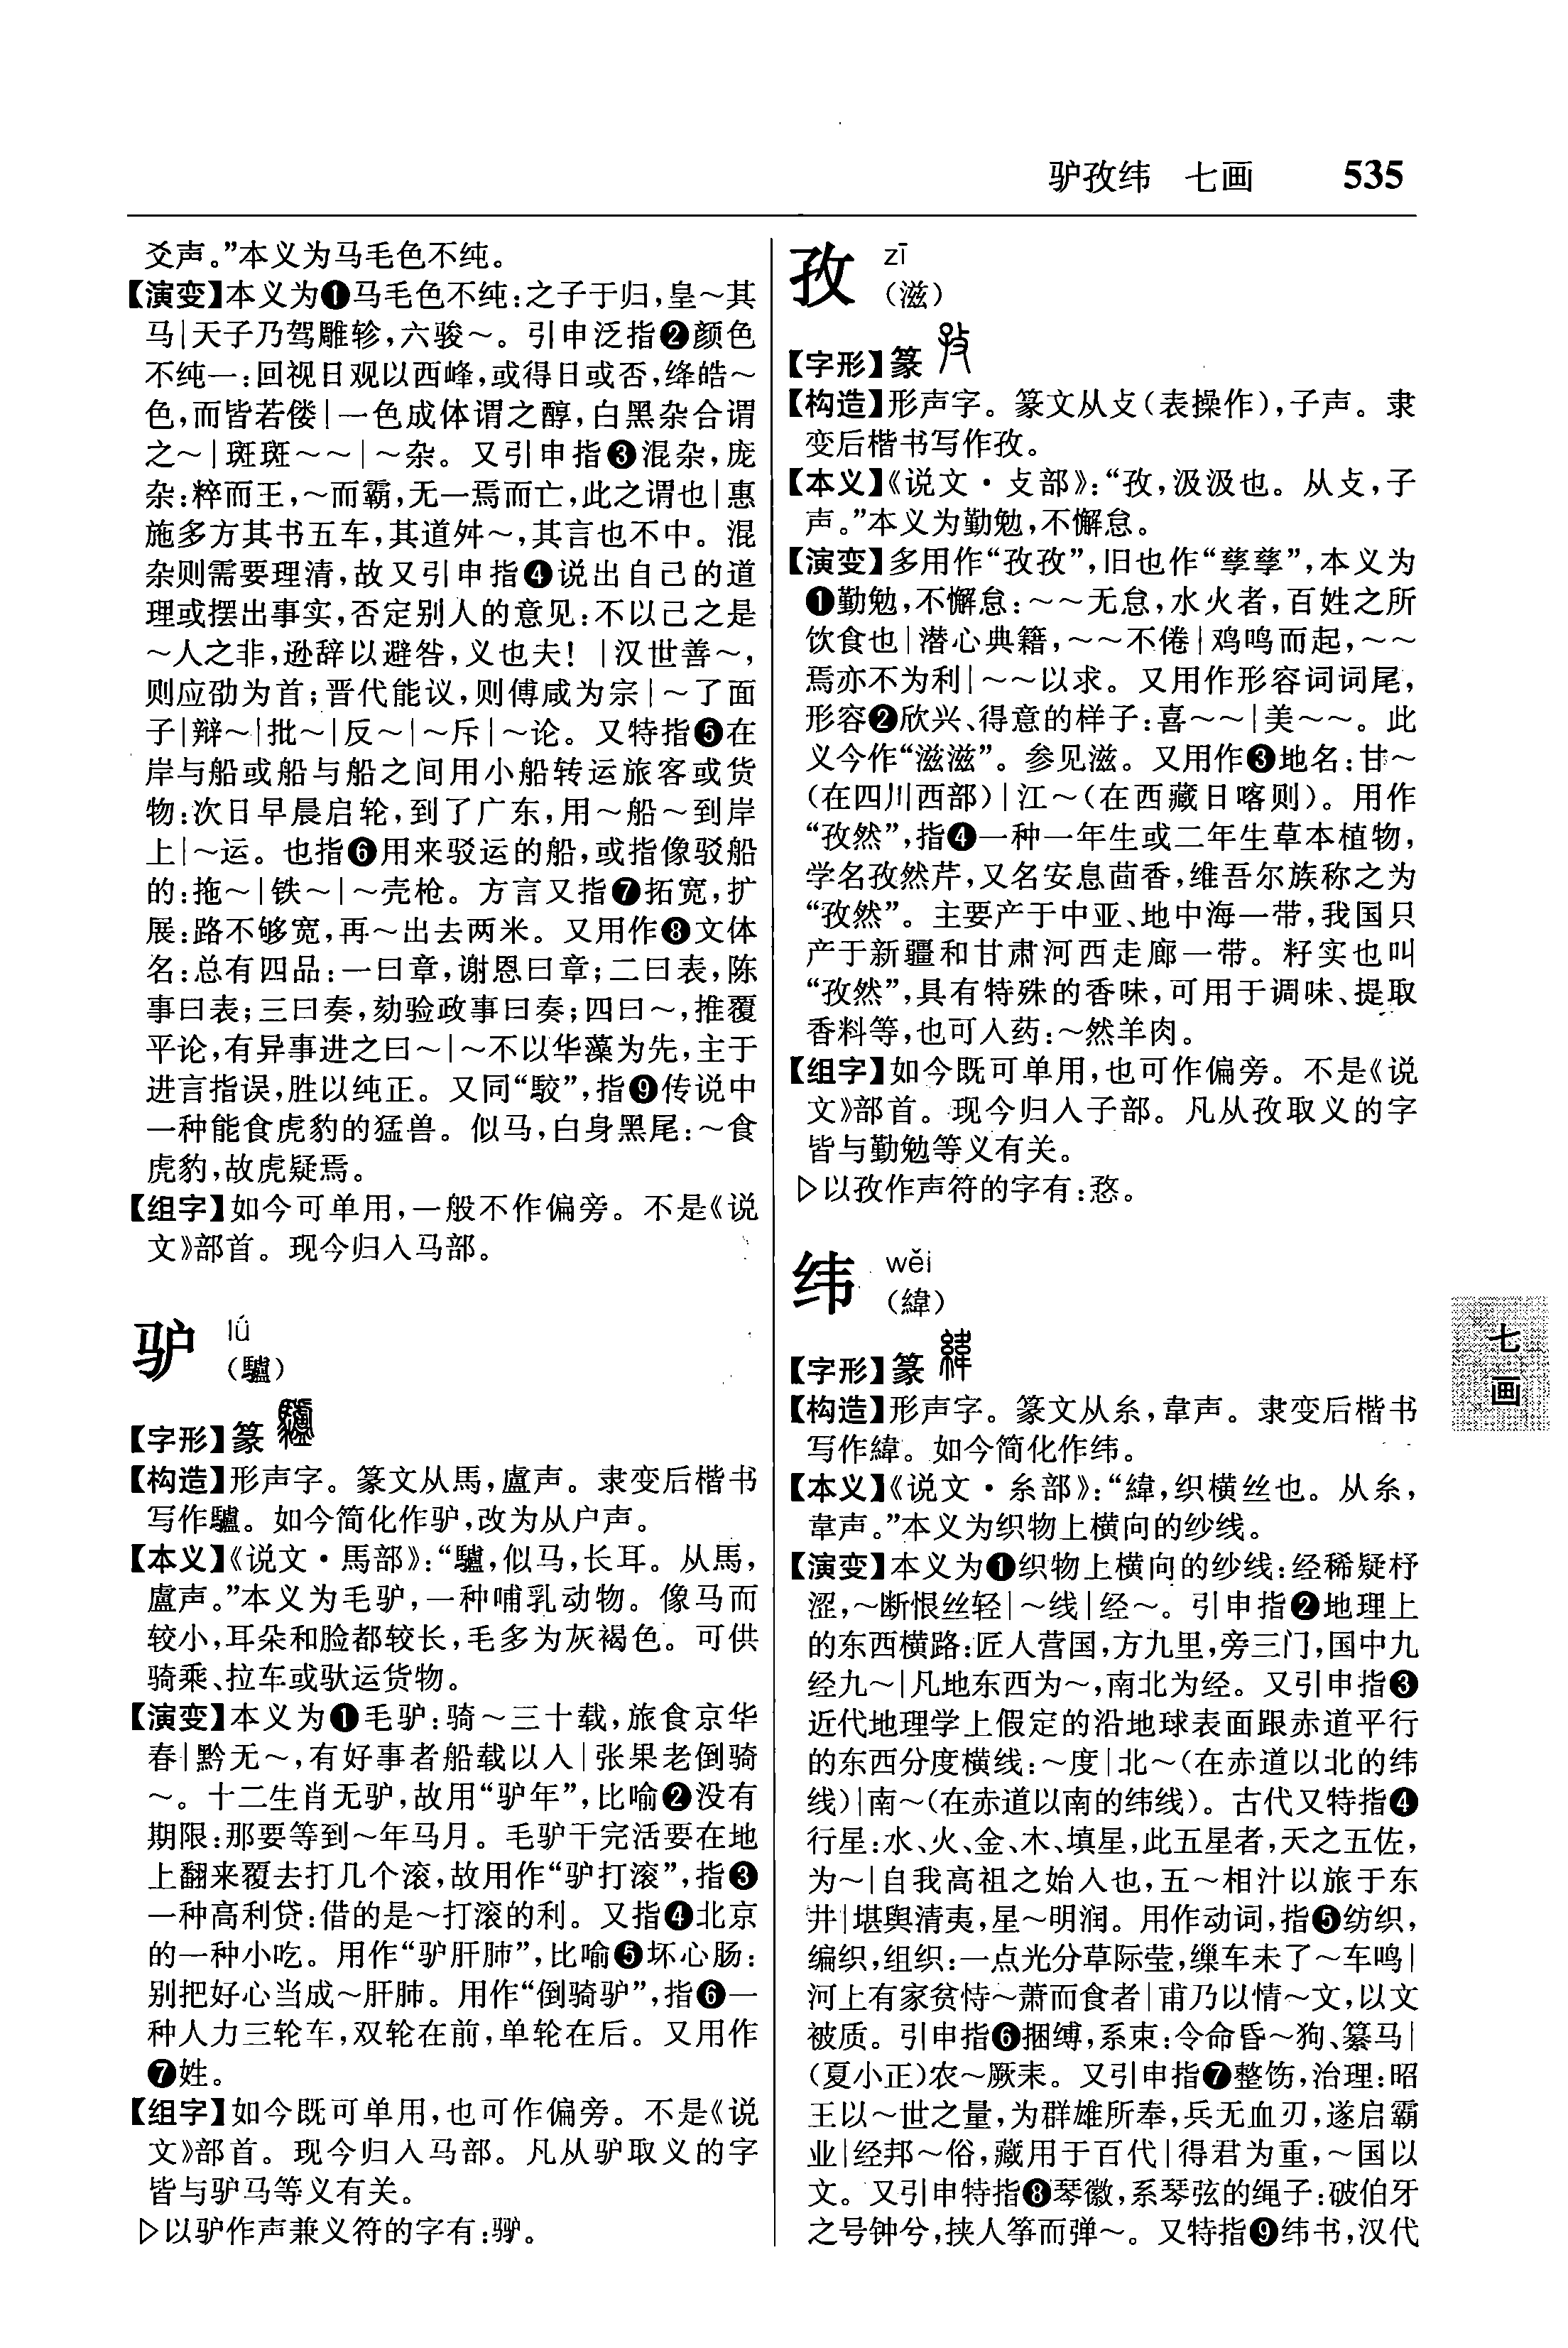 驴孜纬 七画 535
爻声。”本义为马毛色不纯。
【演变】本义为❶马毛色不纯:之子于归,皇～其
马|天子乃驾雕轸,六骏～。引申泛指❷颜色
不纯一:回视日观以西峰,或得日或否,绛皓～
色,而皆若偻|一色成体谓之醇,白黑杂合谓
之～|斑斑～～|～杂。又引申指❸混杂,庞
杂:粹而王,～而霸,无一焉而亡,此之谓也|惠
施多方其书五车,其道舛～,其言也不中。混
杂则需要理清,故又引申指❹说出自己的道
理或摆出事实,否定别人的意见:不以己之是
～人之非,逊辞以避咎,义也夫! |汉世善～,
则应劭为首;晋代能议,则傅咸为宗|～了面
子|辩～|批～|反～|～斥|～论。又特指❺在
岸与船或船与船之间用小船转运旅客或货
物:次日早晨启轮,到了广东,用～船～到岸
上|～运。也指❻用来驳运的船,或指像驳船
的:拖～|铁～|～壳枪。方言又指❼拓宽,扩
展:路不够宽,再～出去两米。又用作❽文体
名:总有四品:一曰章,谢恩曰章;二曰表,陈
事曰表;三曰奏,劾验政事曰奏;四曰～,推覆
平论,有异事进之曰～|～不以华藻为先,主于
进言指误,胜以纯正。又同“駮”,指❾传说中
一种能食虎豹的猛兽。似马,白身黑尾:～食
虎豹,故虎疑焉。
【组字】如今可单用,一般不作偏旁。不是《说
文》部首。现今归入马部。
驴 lǘ
(驢)
【字形】篆
【构造】形声字。篆文从馬,盧声。隶变后楷书
写作驢。如今简化作驴,改为从户声。
【本义】《说文·馬部》:“驢,似马,长耳。从馬,
盧声。”本义为毛驴,一种哺乳动物。像马而
较小,耳朵和脸都较长,毛多为灰褐色。可供
骑乘、拉车或驮运货物。
【演变】本义为❶毛驴:骑～三十载,旅食京华
春|黔无～,有好事者船载以入|张果老倒骑
～。十二生肖无驴,故用“驴年”,比喻❷没有
期限:那要等到～年马月。毛驴干完活要在地
上翻来覆去打几个滚,故用作“驴打滚”,指❸
一种高利贷:借的是～打滚的利。又指❹北京
的一种小吃。用作“驴肝肺”,比喻❺坏心肠:
别把好心当成～肝肺。用作“倒骑驴”,指❻一
种人力三轮车,双轮在前,单轮在后。又用作
❼姓。
【组字】如今既可单用,也可作偏旁。不是《说
文》部首。现今归入马部。凡从驴取义的字
皆与驴马等义有关。
▷以驴作声兼义符的字有:
孜 zī
(滋)
【字形】篆
【构造】形声字。篆文从攴(表操作),子声。隶
变后楷书写作孜。
【本义】《说文·攴部》:“孜,汲汲也。从攴,子
声。”本义为勤勉,不懈怠。
【演变】多用作“孜孜”,旧也作“孳孳”,本义为
❶勤勉,不懈怠:～～无怠,水火者,百姓之所
饮食也|潜心典籍,～～不倦|鸡鸣而起,～～
焉亦不为利|～～以求。又用作形容词词尾,
形容❷欣兴、得意的样子:喜～～|美～～。此
义今作“滋滋”。参见滋。又用作❸地名:甘～
(在四川西部)|江～(在西藏日喀则)。用作
“孜然”,指❹一种一年生或二年生草本植物,
学名孜然芹,又名安息茴香,维吾尔族称之为
“孜然”。主要产于中亚、地中海一带,我国只
产于新疆和甘肃河西走廊一带。籽实也叫
“孜然”,具有特殊的香味,可用于调味、提取
香料等,也可入药:～然羊肉。
【组字】如今既可单用,也可作偏旁。不是《说
文》部首。现今归入子部。凡从孜取义的字
皆与勤勉等义有关。
▷以孜作声符的字有:
纬 wěi
(緯)
【字形】篆
【构造】形声字。篆文从糸,韋声。隶变后楷书
写作緯。如今简化作纬。
【本义】《说文·糸部》:“緯,织横丝也。从糸,
韋声。”本义为织物上横向的纱线。
【演变】本义为❶织物上横向的纱线:经稀疑杼
涩,～断恨丝轻|～线|经～。引申指❷地理上
的东西横路:匠人营国,方九里,旁三门,国中九
经九～|凡地东西为～,南北为经。又引申指❸
近代地理学上假定的沿地球表面跟赤道平行
的东西分度横线:～度|北～(在赤道以北的纬
线)|南～(在赤道以南的纬线)。古代又特指❹
行星:水、火、金、木、填星,此五星者,天之五佐,
为～|自我高祖之始入也,五～相汁以旅于东
井|堪舆清夷,星～明润。用作动词,指❺纺织,
编织,组织:一点光分草际莹,缫车未了～车鸣|
河上有家贫恃～萧而食者|甫乃以情～文,以文
被质。引申指❻捆缚,系束:令命昏～狗、纂马|
(夏小正)农～厥耒。又引申指❼整饬,治理:昭
王以～世之量,为群雄所奉,兵无血刃,遂启霸
业|经邦～俗,藏用于百代|得君为重,～国以
文。又引申特指❽琴徽,系琴弦的绳子:破伯牙
之号钟兮,挟人筝而弹～。又特指❾纬书,汉代
七
画